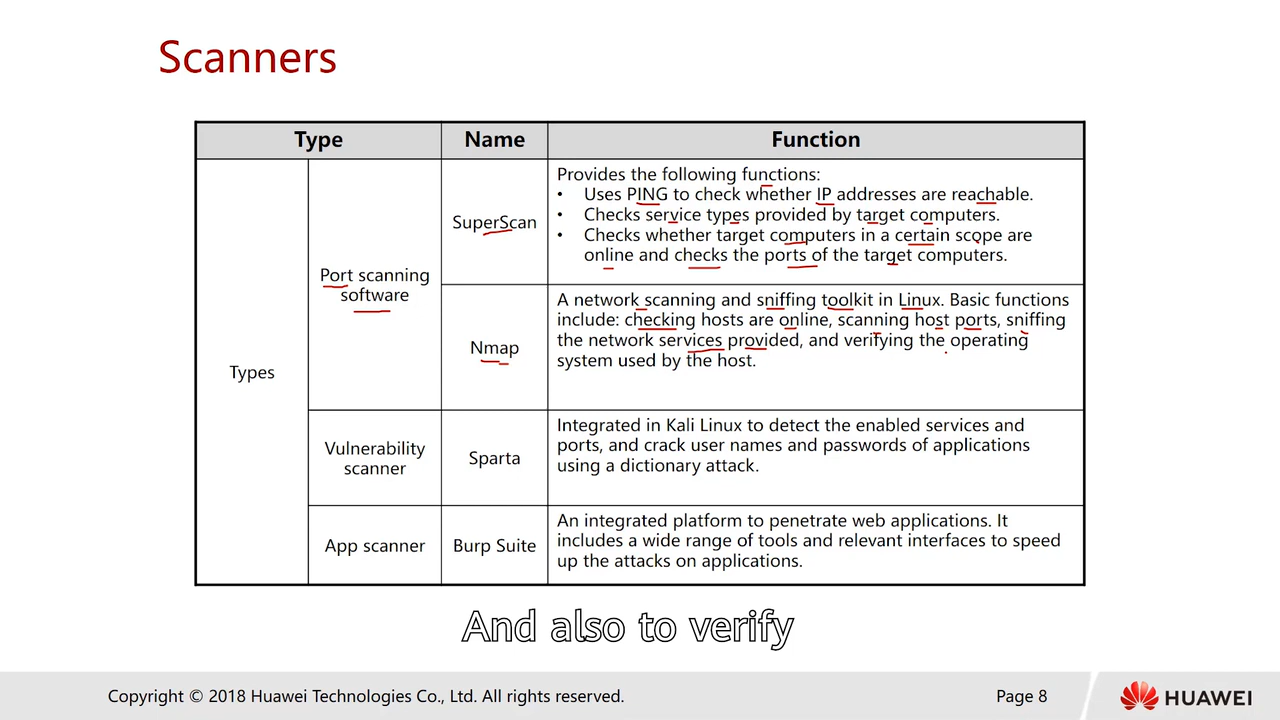 Scanners
Type
Name
Function
Types
Port scanning
software
SuperScan
Provides the following functions:
• Uses PING to check whether IP addresses are reachable.
• Checks service types provided by target computers.
• Checks whether target computers in a certain scope are
online and checks the ports of the target computers.
Nmap
A network scanning and sniffing toolkit in Linux. Basic functions
include: checking hosts are online, scanning host ports, sniffing
the network services provided, and verifying the operating
system used by the host.
Vulnerability
scanner
Sparta
Integrated in Kali Linux to detect the enabled services and
ports, and crack user names and passwords of applications
using a dictionary attack.
App scanner
Burp Suite
An integrated platform to penetrate web applications. It
includes a wide range of tools and relevant interfaces to speed
up the attacks on applications.
And also to verify
Copyright © 2018 Huawei Technologies Co., Ltd. All rights reserved.
Page 8
HUAWEI